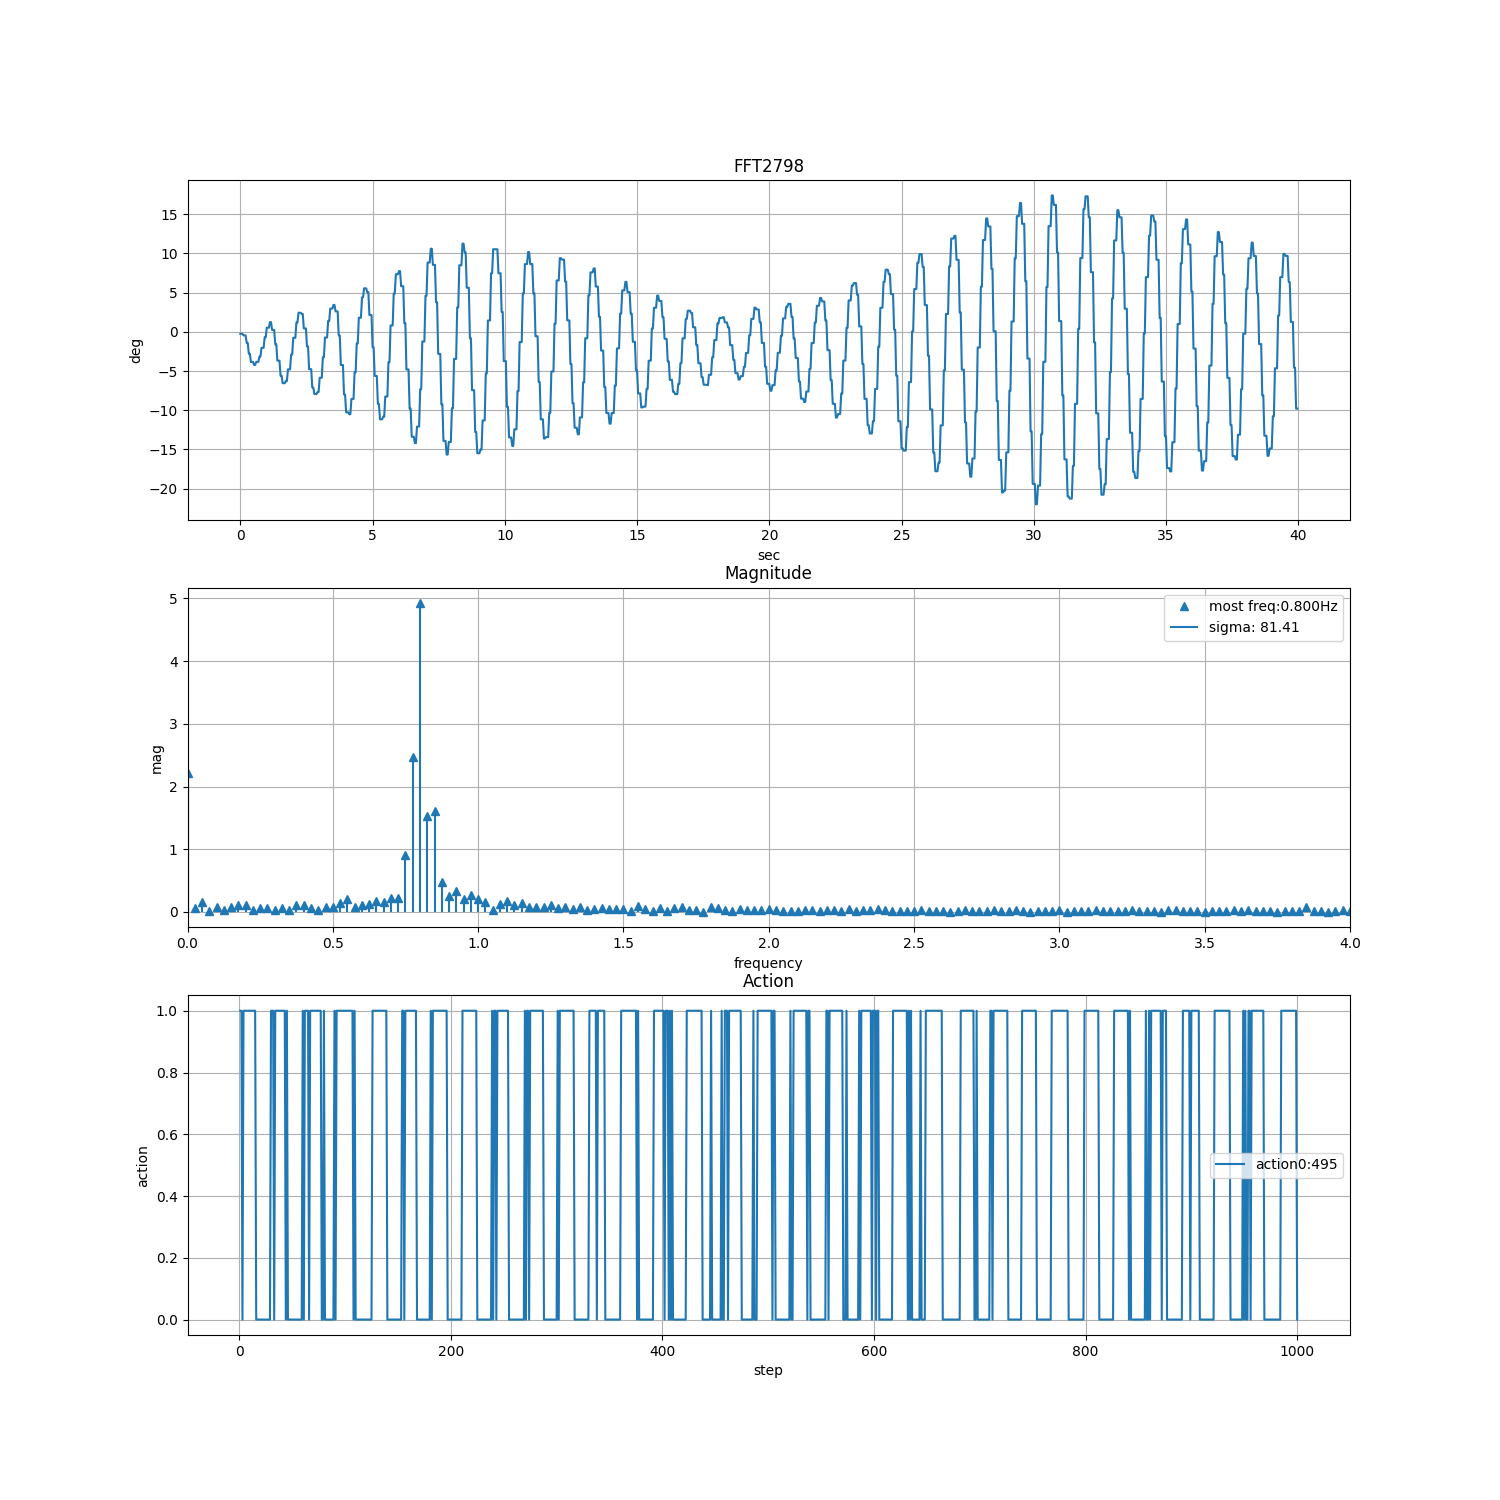 FFT2798
15
10
5
0
−5
−10
−15
−20
deg
0 5 10 15 20 25 30 35 40
sec
Magnitude
5
4
3
2
1
0
mag
most freq:0.800Hz
sigma: 81.41
0.0 0.5 1.0 1.5 2.0 2.5 3.0 3.5 4.0
frequency
Action
1.0
0.8
0.6
0.4
0.2
0.0
action
action0:495
0 200 400 600 800 1000
step